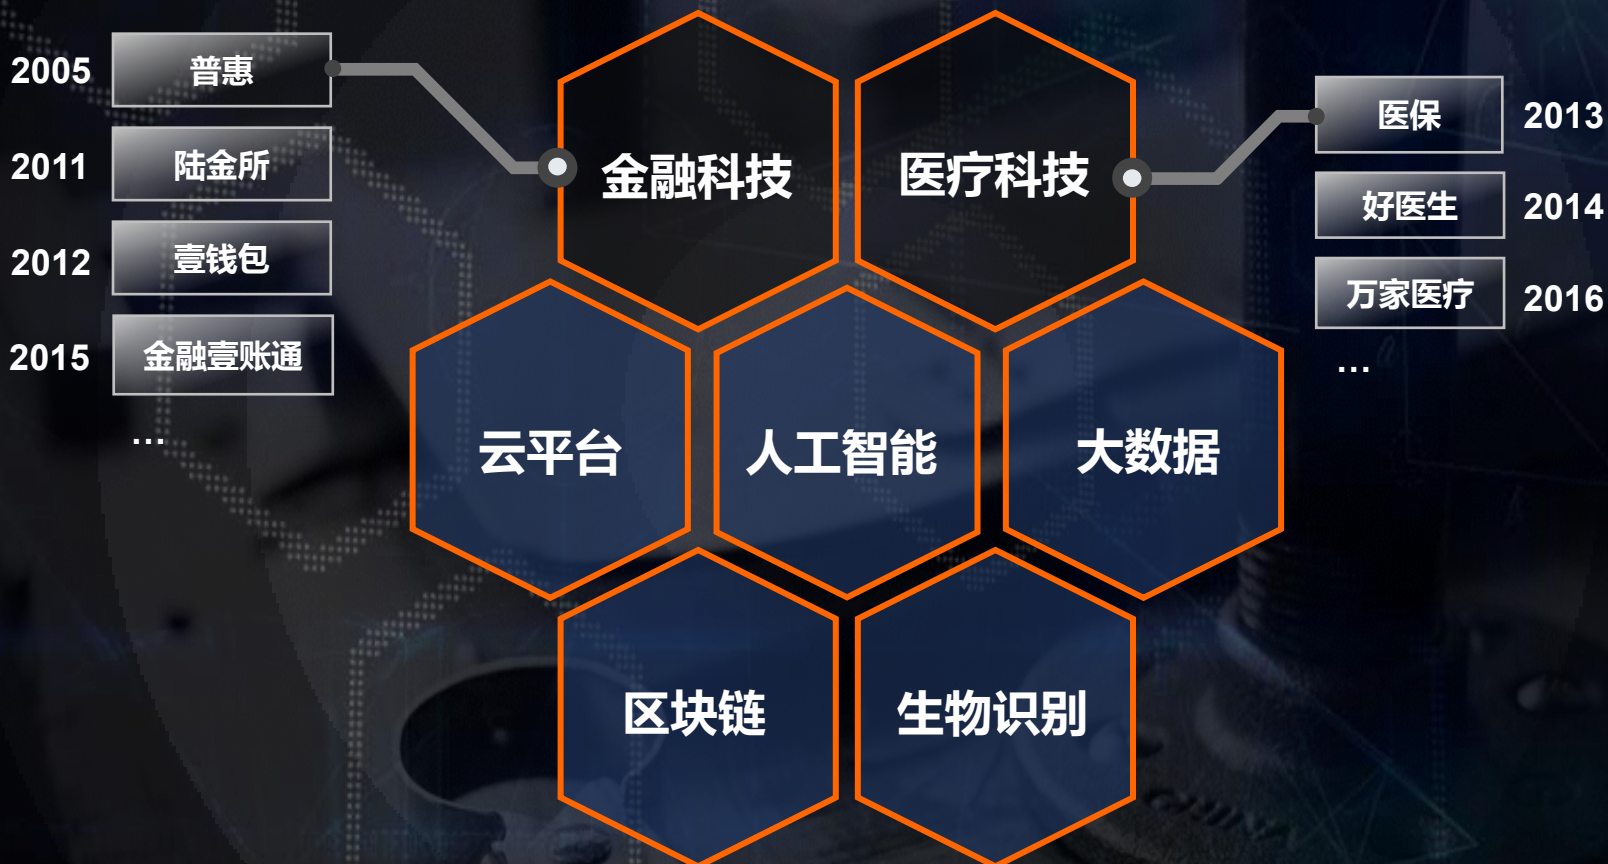 2005 普惠
2011 陆金所
2012 壹钱包
2015 金融壹账通
...
金融科技
医疗科技
医保 2013
好医生 2014
万家医疗 2016
...
云平台
人工智能
大数据
区块链
生物识别